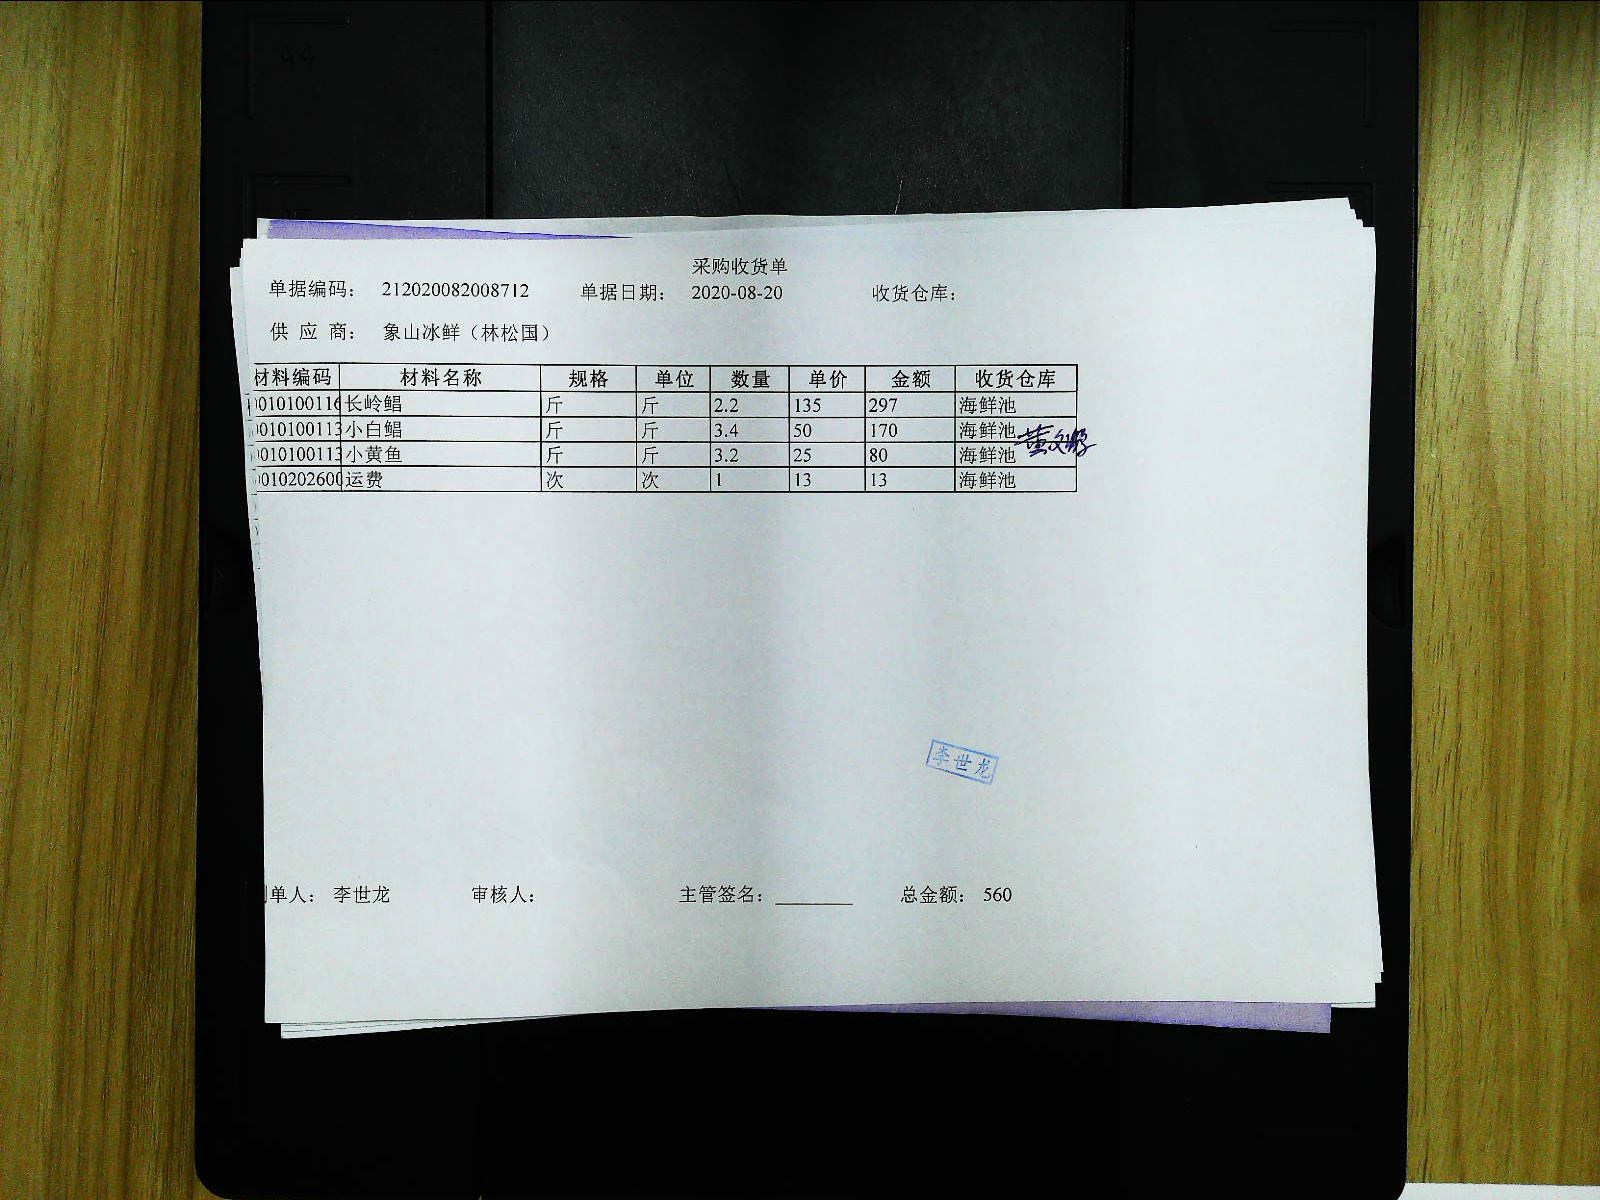 采购收货单
单据编码： 212020082008712 单据日期： 2020-08-20 收货仓库：
供 应 商： 象山冰鲜（林松国）
材料编码 材料名称 规格 单位 数量 单价 金额 收货仓库
0010100116 长岭鲳 斤 斤 2.2 135 297 海鲜池
0010100113 小白鲳 斤 斤 3.4 50 170 海鲜池
0010100113 小黄鱼 斤 斤 3.2 25 80 海鲜池
0010202600 运费 次 次 1 13 13 海鲜池
李世龙
单人： 李世龙 审核人： 主管签名： 总金额： 560